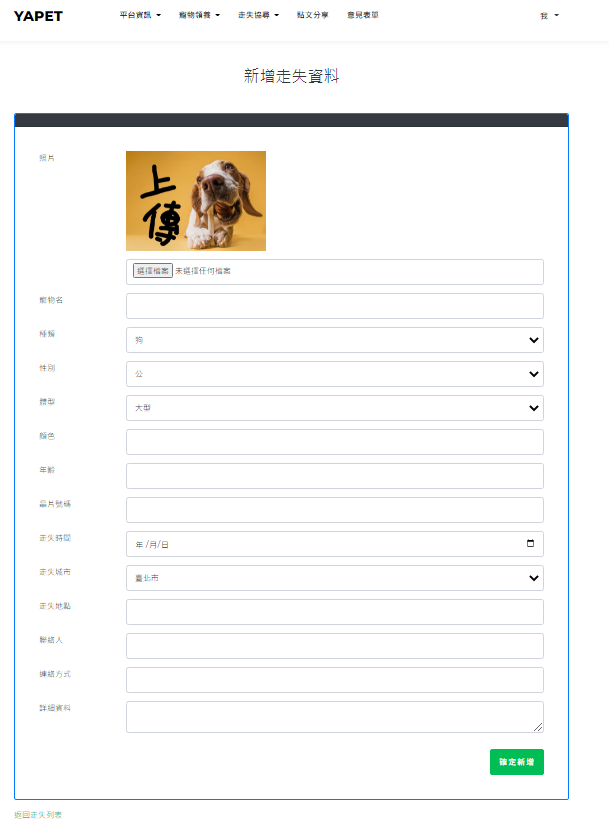 YAPET 平台資訊 寵物領養 走失協尋 貼文分享 意見表單 我
新增走失資料
照片
上傳
選擇檔案 未選擇任何檔案
寵物名
種類 狗
性別 公
體型 大型
顏色
年齡
晶片號碼
走失時間 年 /月/日
走失城市 臺北市
走失地點
聯絡人
連絡方式
詳細資料
確定新增
返回走失列表